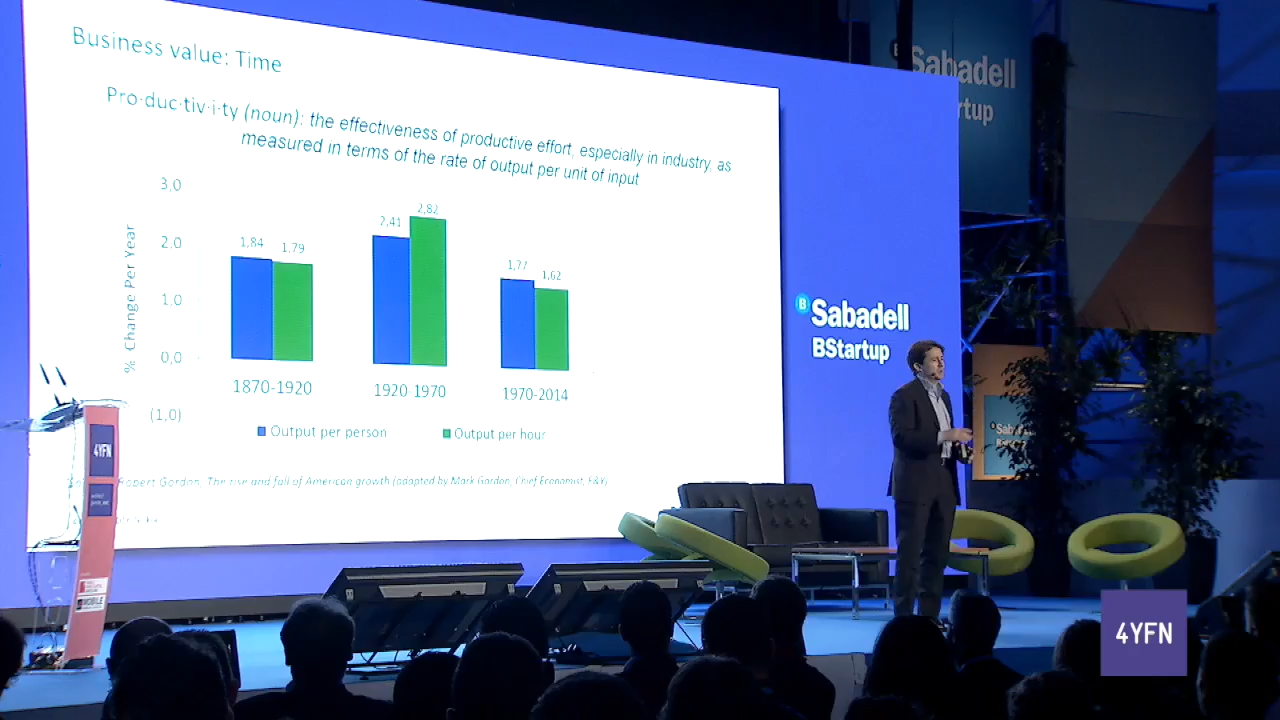 Business value: Time
Pro·duc·tiv·i·ty (noun): the effectiveness of productive effort, especially in industry, as
measured in terms of the rate of output per unit of input
3,0
2.0
1.0
0,0
(1.0)
% Change Per Year
1,84
1.79
2,41
2,82
1,77
1,62
1870-1920
1920-1970
1970-2014
Output per person
Output per hour
Robert Gordon, The rise and fall of American growth (adapted by Mark Gordon, Chief Economist, E&Y)
B Sabadell
BStartup
Sabadell
rtup
Sab
4YFN
MOBILE
4YFN